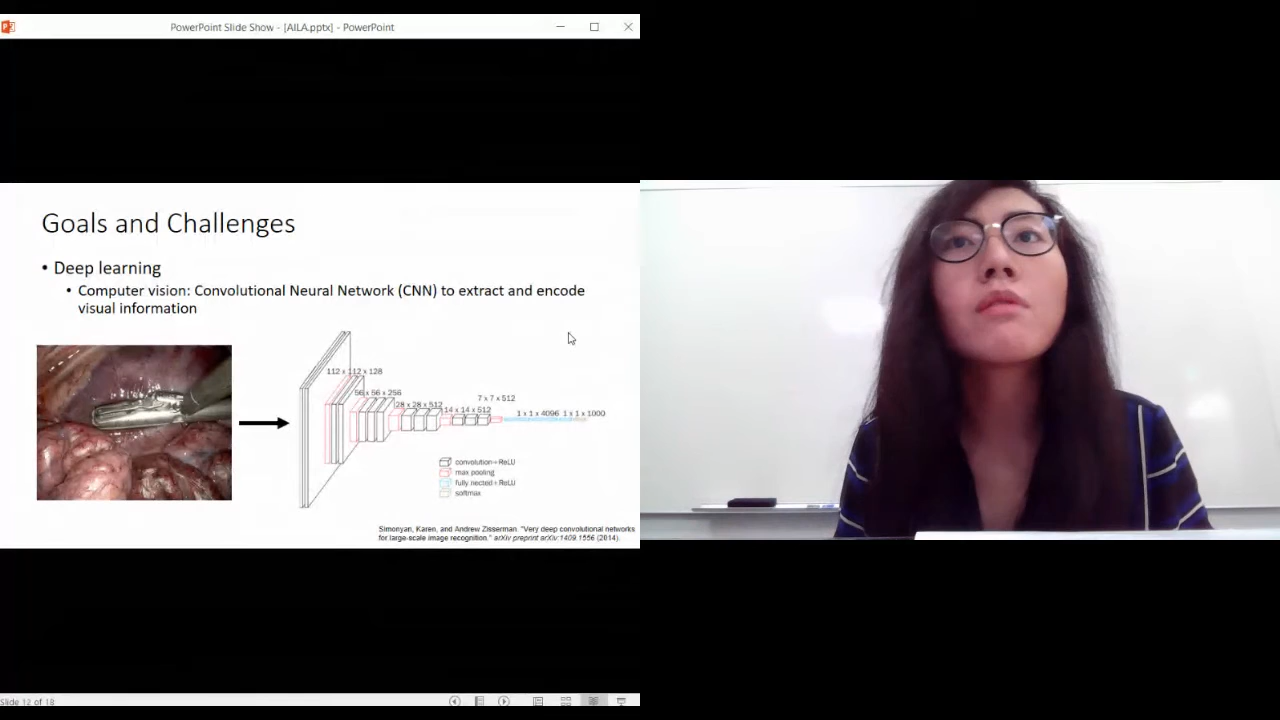 PowerPoint Slide Show - [AILA.pptx] - PowerPoint
Goals and Challenges
• Deep learning
• Computer vision: Convolutional Neural Network (CNN) to extract and encode
visual information
112 x 112 x 128
56 x 56 x 256
28 x 28 x 512
14 x 14 x 512
7 x 7 x 512
1 x 1 x 4096
1 x 1 x 1000
convolution+ReLU
max pooling
fully nected+ReLU
softmax
Simonyan, Karen, and Andrew Zisserman. "Very deep convolutional networks
for large-scale image recognition." arXiv preprint arXiv:1409.1556 (2014).
Slide 12 of 18